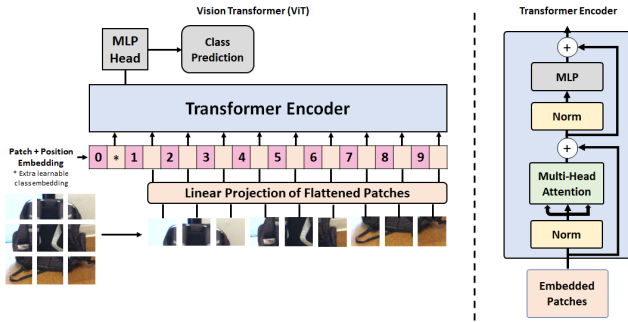 Vision Transformer (ViT)
MLP
Head
Class
Prediction
Transformer Encoder
Patch + Position
Embedding
* Extra learnable
classembedding
0 * 1 2 3 4 5 6 7 8 9
Linear Projection of Flattened Patches
Transformer Encoder
+
MLP
Norm
+
Multi-Head
Attention
Norm
Embedded
Patches